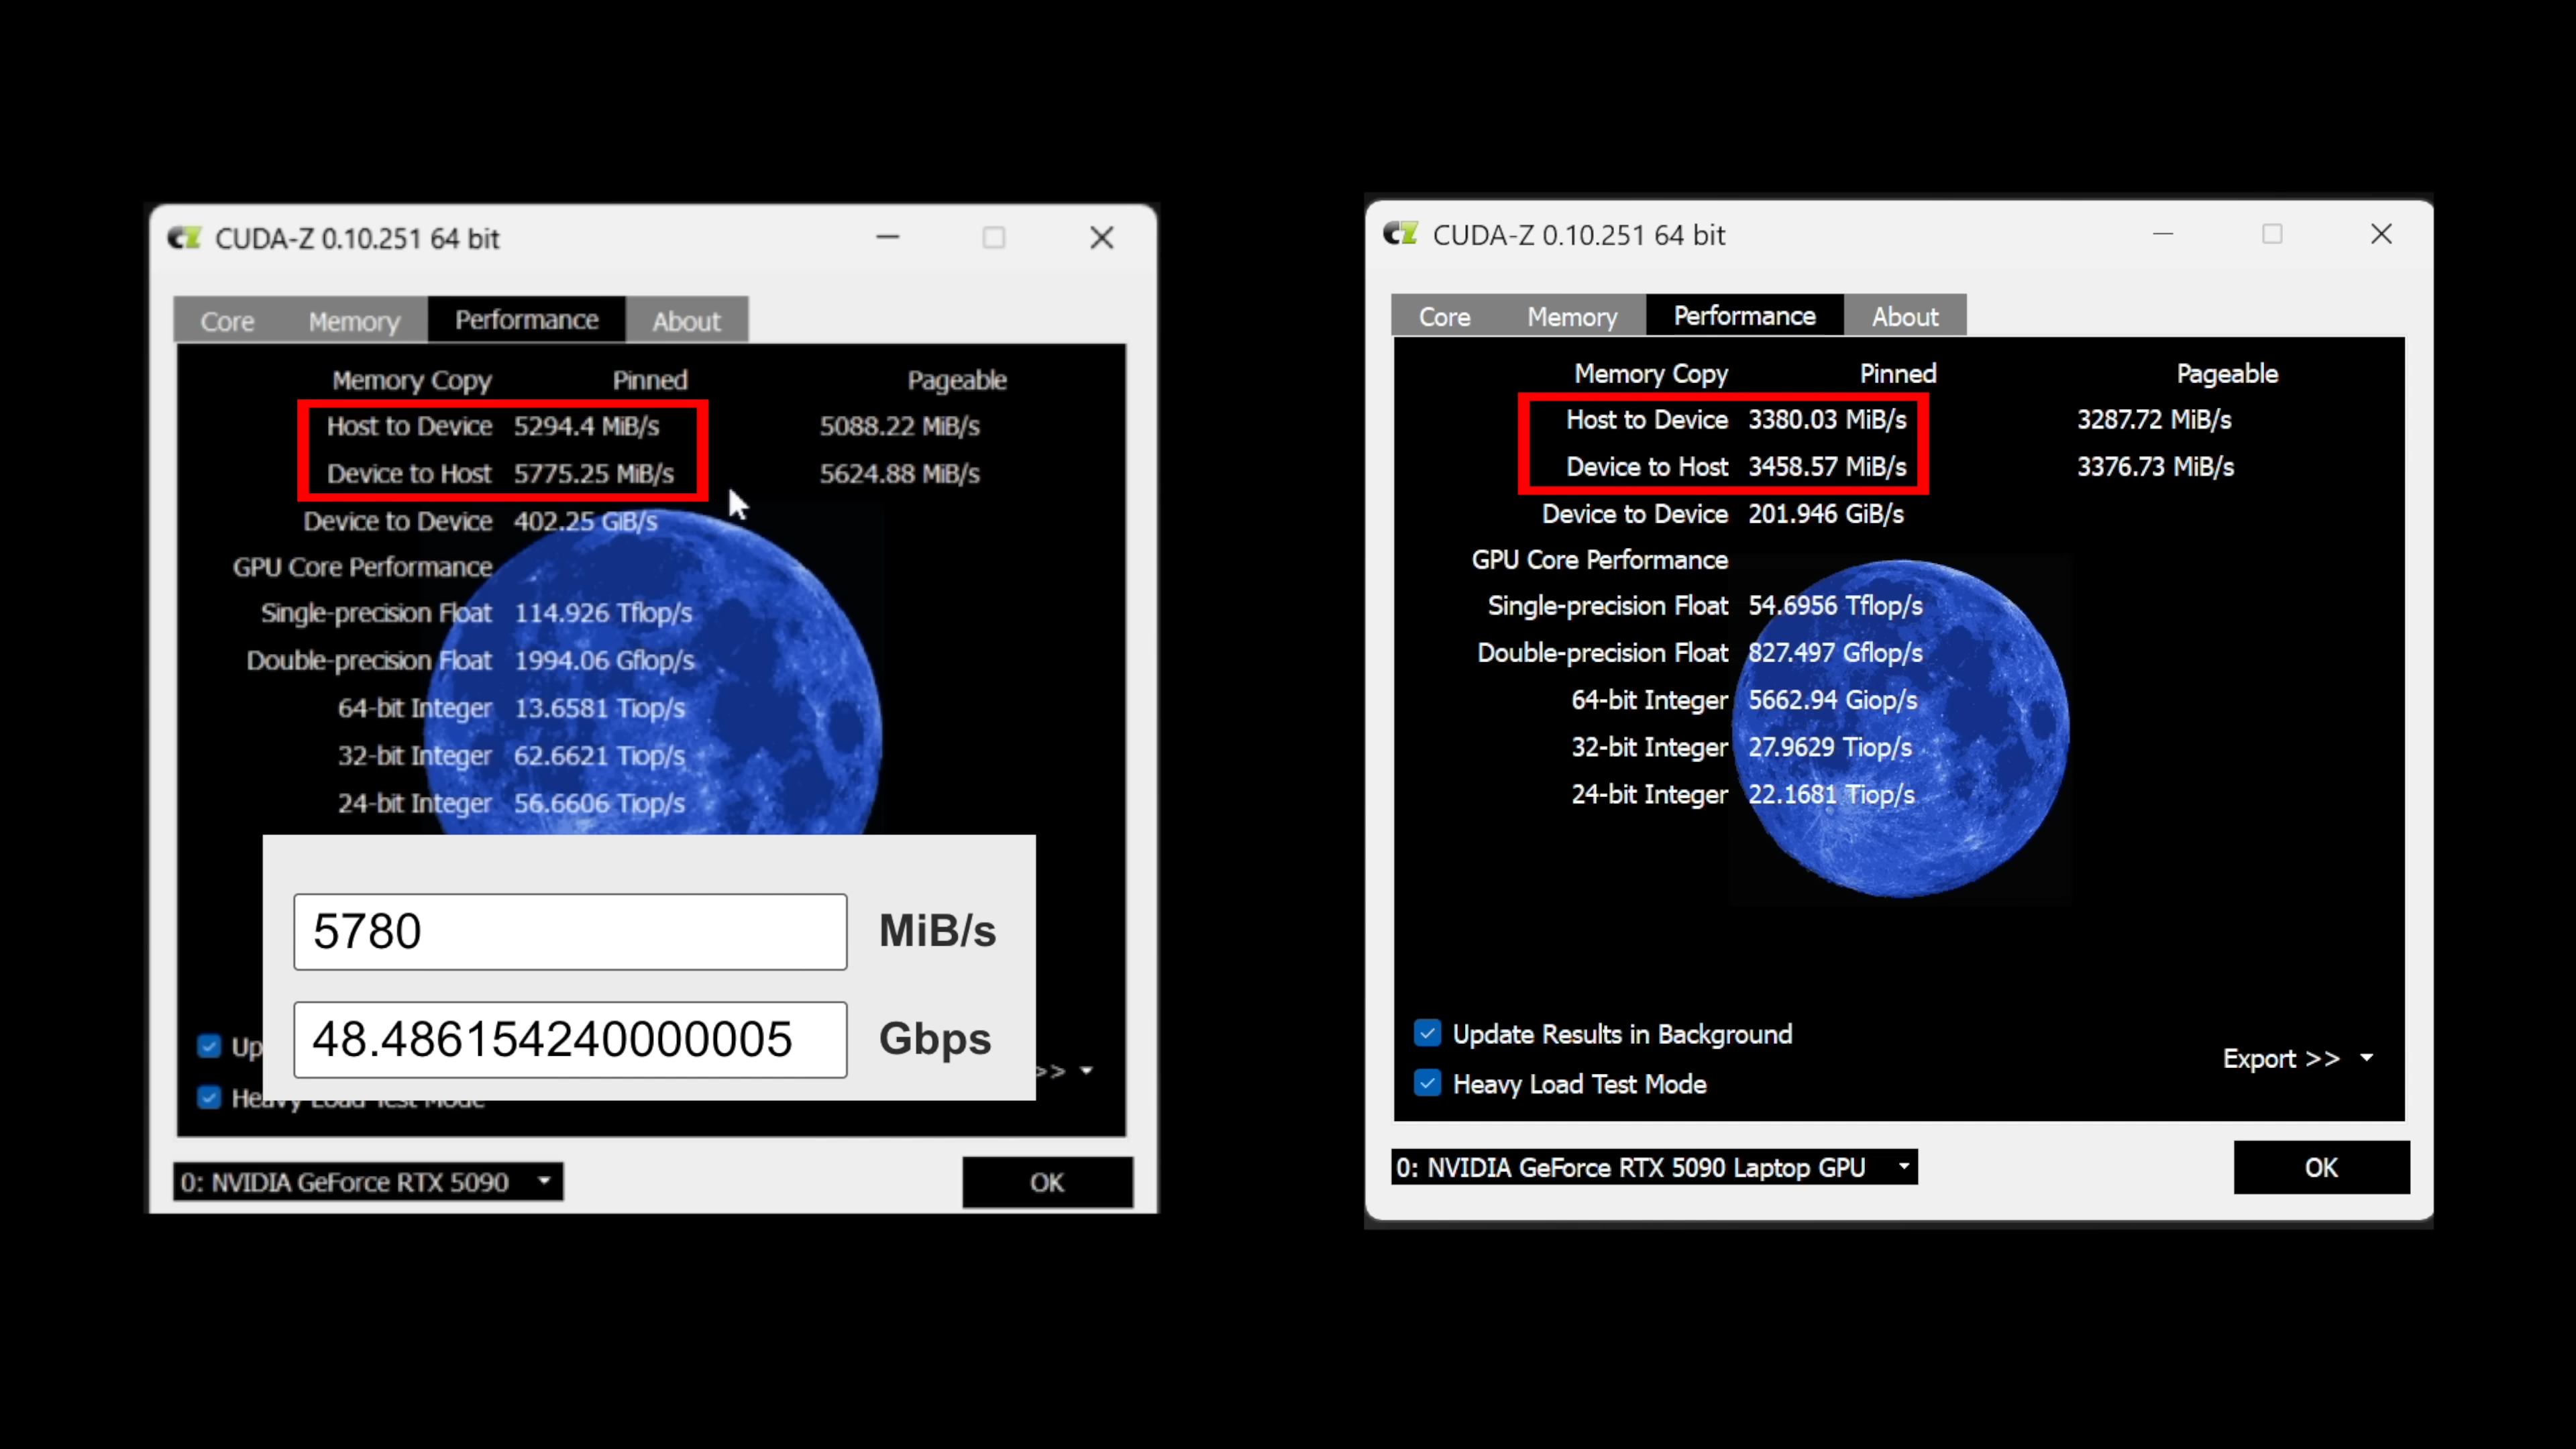 CUDA-Z 0.10.251 64 bit
Core Memory Performance About
Memory Copy Pinned Pageable
Host to Device 5294.4 MiB/s 5088.22 MiB/s
Device to Host 5775.25 MiB/s 5624.88 MiB/s
Device to Device 402.25 GiB/s
GPU Core Performance
Single-precision Float 114.926 Tflop/s
Double-precision Float 1994.06 Gflop/s
64-bit Integer 13.6581 Tiop/s
32-bit Integer 62.6621 Tiop/s
24-bit Integer 56.6606 Tiop/s
5780 MiB/s
48.486154240000005 Gbps
Up >>
Heavy Load Test Mode
0: NVIDIA GeForce RTX 5090 OK
CUDA-Z 0.10.251 64 bit
Core Memory Performance About
Memory Copy Pinned Pageable
Host to Device 3380.03 MiB/s 3287.72 MiB/s
Device to Host 3458.57 MiB/s 3376.73 MiB/s
Device to Device 201.946 GiB/s
GPU Core Performance
Single-precision Float 54.6956 Tflop/s
Double-precision Float 827.497 Gflop/s
64-bit Integer 5662.94 Giop/s
32-bit Integer 27.9629 Tiop/s
24-bit Integer 22.1681 Tiop/s
Update Results in Background
Export >>
Heavy Load Test Mode
0: NVIDIA GeForce RTX 5090 Laptop GPU OK